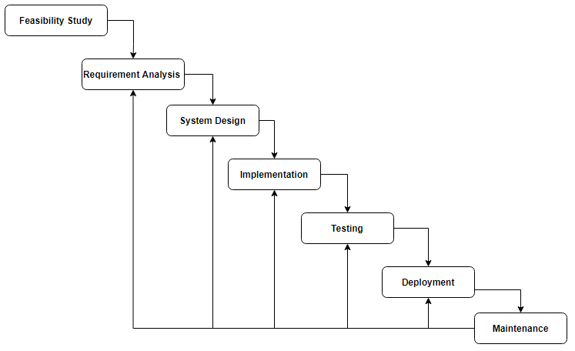 Feasibility Study
Requirement Analysis
System Design
Implementation
Testing
Deployment
Maintenance